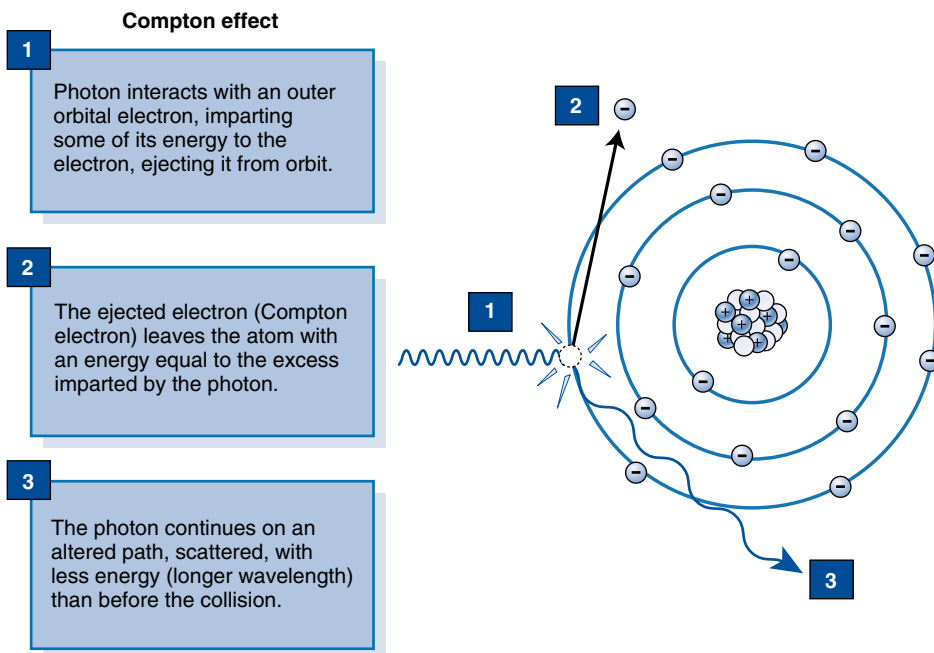 Compton effect
1
Photon interacts with an outer
orbital electron, imparting
some of its energy to the
electron, ejecting it from orbit.
2
The ejected electron (Compton
electron) leaves the atom with
an energy equal to the excess
imparted by the photon.
3
The photon continues on an
altered path, scattered, with
less energy (longer wavelength)
than before the collision.
2
1
3